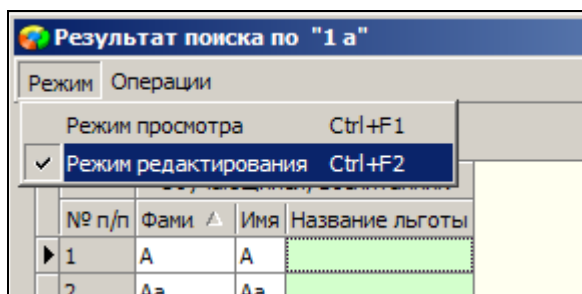 Результат поиска по "1 а"
Режим Операции
Режим просмотра Ctrl+F1
Режим редактирования Ctrl+F2
№ п/п Фами Имя Название льготы
1 А А
2 Аа Аа